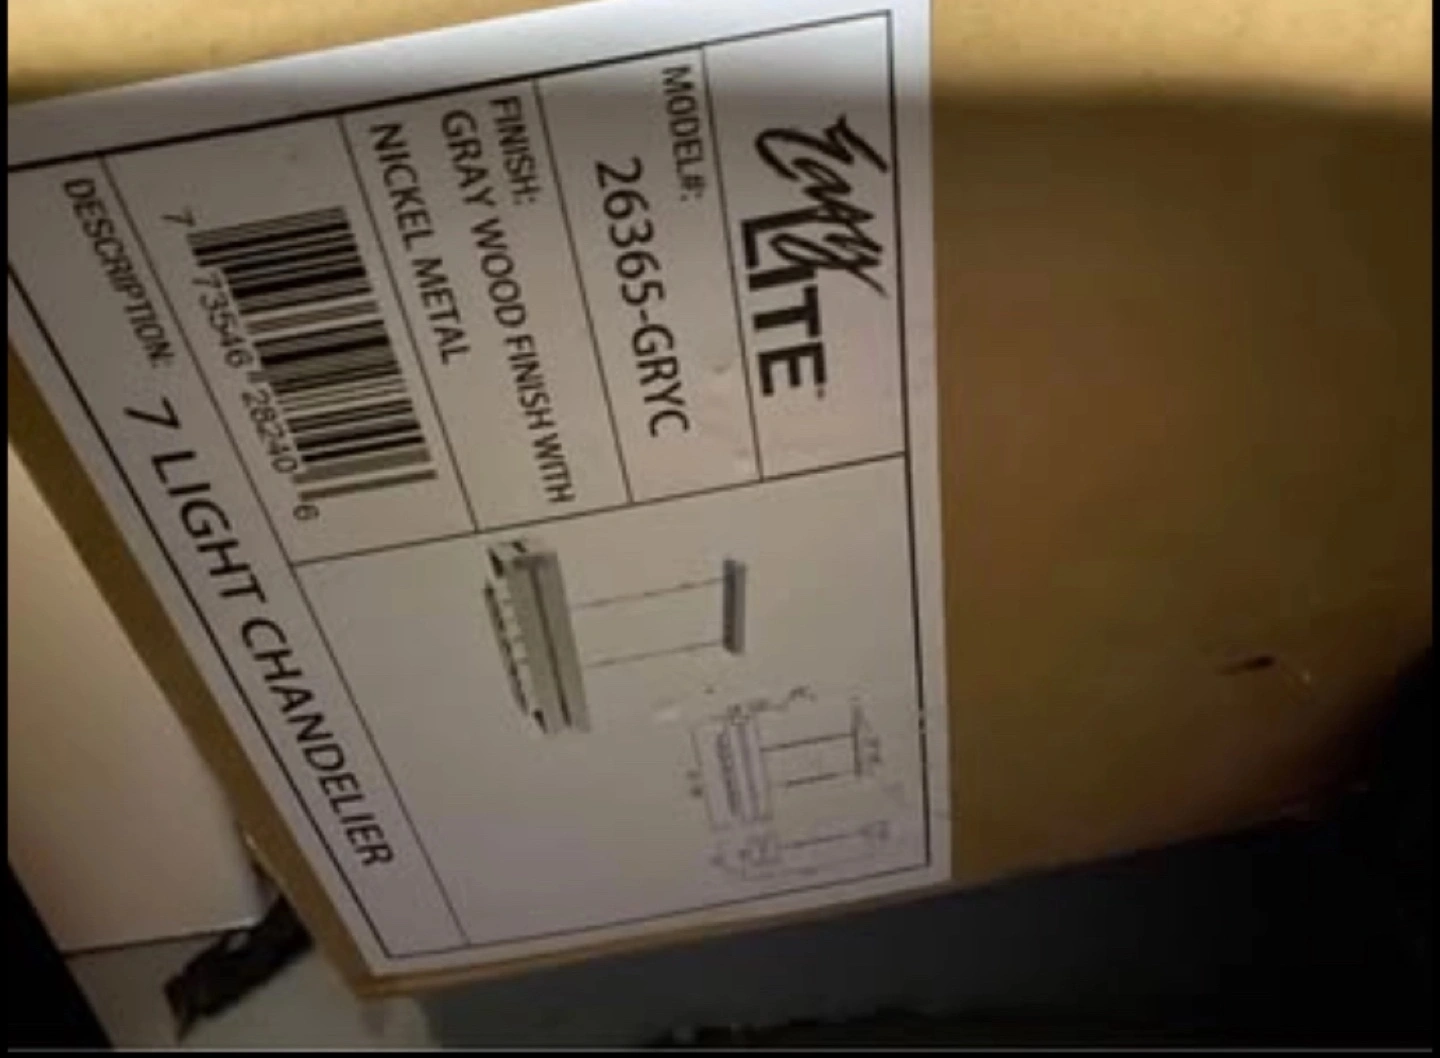 Easy LITE
MODEL#:
26365-GRYC
FINISH:
GRAY WOOD FINISH WITH
NICKEL METAL
7 73546 28240 6
DESCRIPTION: 7 LIGHT CHANDELIER